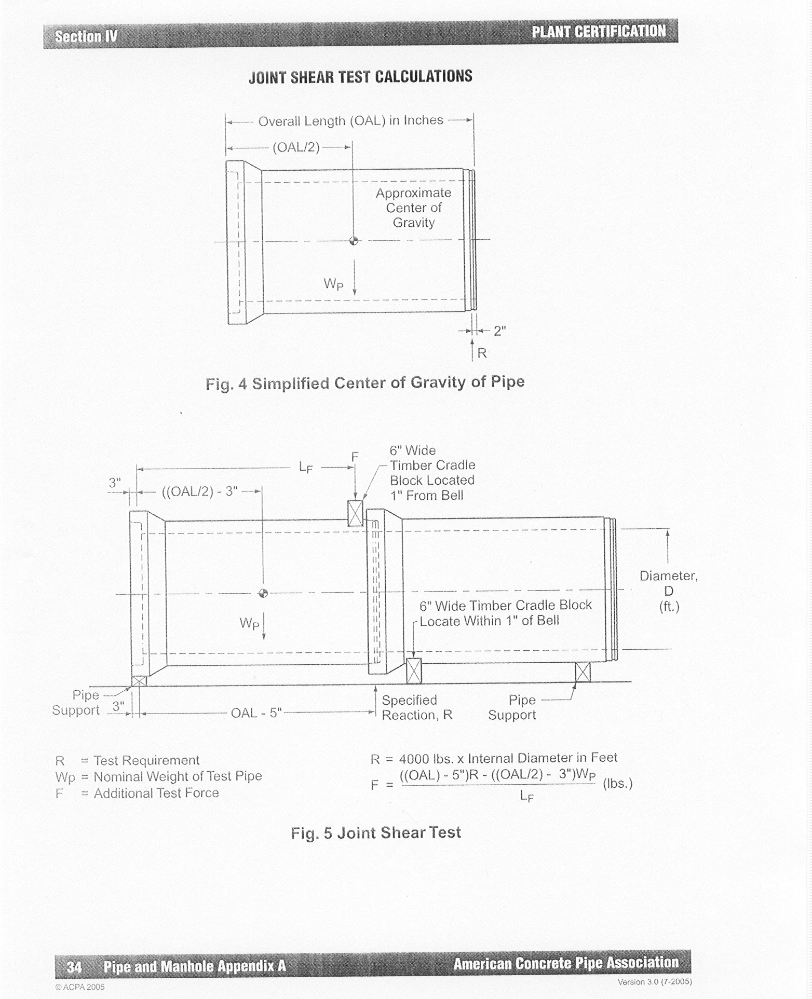 Section IV
PLANT CERTIFICATION
JOINT SHEAR TEST CALCULATIONS
Overall Length (OAL) in Inches
(OAL/2)
Approximate
Center of
Gravity
WP
2"
R
Fig. 4 Simplified Center of Gravity of Pipe
F
6" Wide
Timber Cradle
Block Located
1" From Bell
LF
3"
((OAL/2) - 3"
Diameter,
D
(ft.)
6" Wide Timber Cradle Block
Locate Within 1" of Bell
WP
Pipe
Support
3"
OAL - 5"
Specified
Reaction, R
Pipe
Support
R = Test Requirement
Wp = Nominal Weight of Test Pipe
F = Additional Test Force
R = 4000 lbs. x Internal Diameter in Feet
F = ((OAL) - 5")R - ((OAL/2) - 3")WP (lbs.)
LF
Fig. 5 Joint Shear Test
34 Pipe and Manhole Appendix A
American Concrete Pipe Association
© ACPA 2005
Version 3.0 (7-2005)